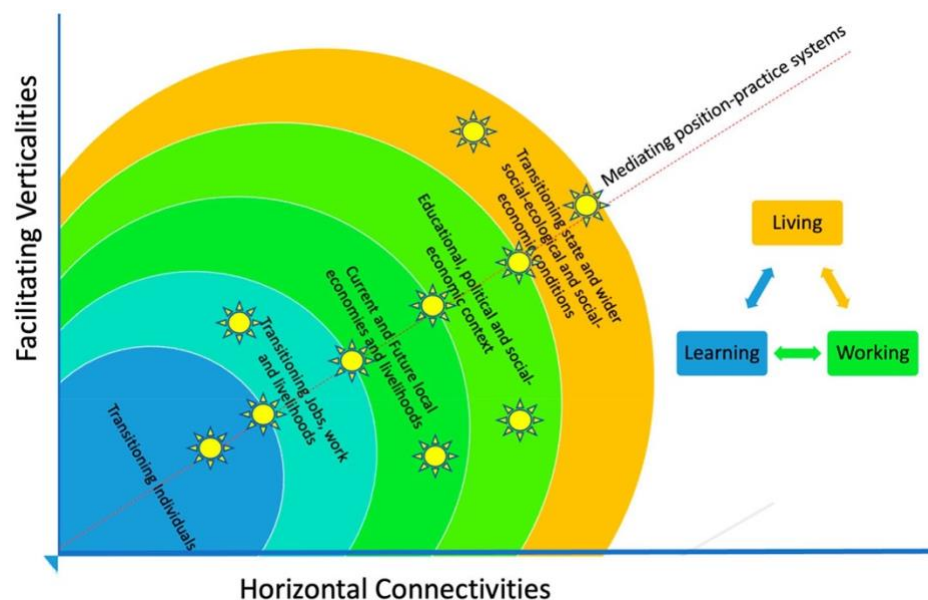 Facilitating Verticalities
Mediating position-practice systems
Transitioning state and wider
social-ecological and social-
economic conditions
Educational, political and social-
economic context
Current and Future local
economies and livelihoods
Transitioning Jobs, work
and livelihoods
Transitioning Individuals
Living
Learning
Working
Horizontal Connectivities